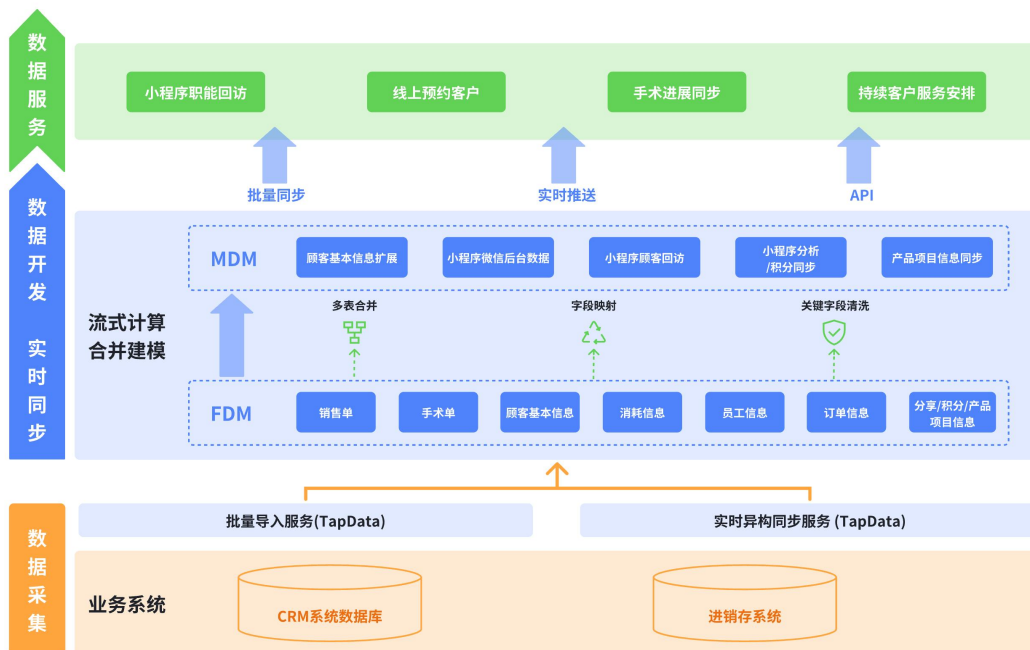 数据服务
小程序职能回访
线上预约客户
手术进展同步
持续客户服务安排
批量同步
实时推送
API
数据开发 实时同步
流式计算
合并建模
MDM
顾客基本信息扩展
小程序微信后台数据
小程序顾客回访
小程序分析
/积分同步
产品项目信息同步
多表合并
字段映射
关键字段清洗
FDM
销售单
手术单
顾客基本信息
消耗信息
员工信息
订单信息
分享/积分/产品
项目信息
数据采集
批量导入服务(TapData)
实时异构同步服务 (TapData)
业务系统
CRM系统数据库
进销存系统